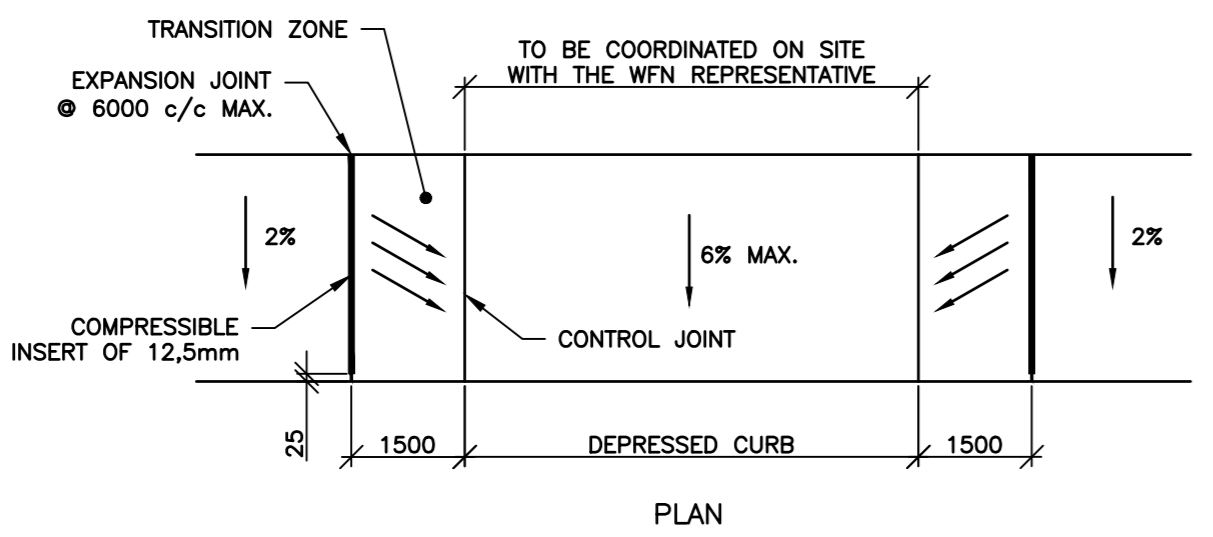 TRANSITION ZONE
TO BE COORDINATED ON SITE
WITH THE WFN REPRESENTATIVE
EXPANSION JOINT
@ 6000 c/c MAX.
2%
6% MAX.
2%
COMPRESSIBLE
INSERT OF 12,5mm
CONTROL JOINT
25
1500
DEPRESSED CURB
1500
PLAN